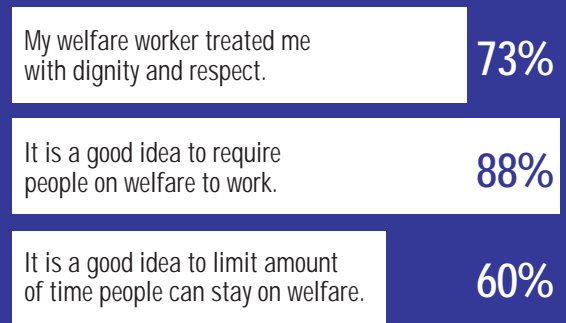 My welfare worker treated me
with dignity and respect.
73%
It is a good idea to require
people on welfare to work.
88%
It is a good idea to limit amount
of time people can stay on welfare.
60%